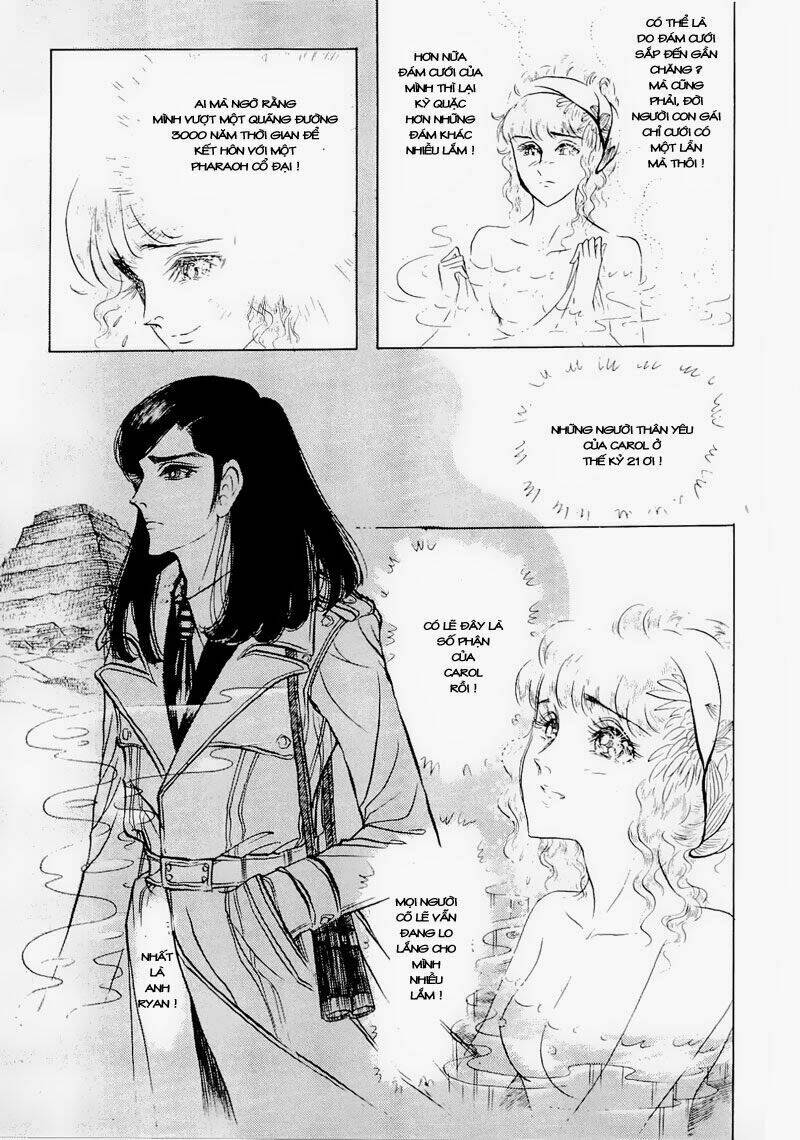 CÓ THỂ LÀ
DO ĐÁM CƯỚI
SẮP ĐẾN GẦN
CHĂNG ?
MÀ CŨNG
PHẢI, ĐỜI
NGƯỜI CON GÁI
CHỈ CƯỚI CÓ
MỘT LẦN
MÀ THÔI !
HƠN NỮA
ĐÁM CƯỚI CỦA
MÌNH THÌ LẠI
KỲ QUẶC
HƠN NHỮNG
ĐÁM KHÁC
NHIỀU LẮM !
AI MÀ NGỜ RẰNG
MÌNH VƯỢT MỘT QUÃNG ĐƯỜNG
3000 NĂM THỜI GIAN ĐỂ
KẾT HÔN VỚI MỘT
PHARAOH CỔ ĐẠI !
NHỮNG NGƯỜI THÂN YÊU
CỦA CAROL Ở
THẾ KỶ 21 ƠI !
CÓ LẼ ĐÂY LÀ
SỐ PHẬN
CỦA
CAROL
RỒI !
MỌI NGƯỜI
CÓ LẼ VẪN
ĐANG LO
LẮNG CHO
MÌNH
NHIỀU
LẮM !
NHẤT
LÀ
ANH
RYAN !